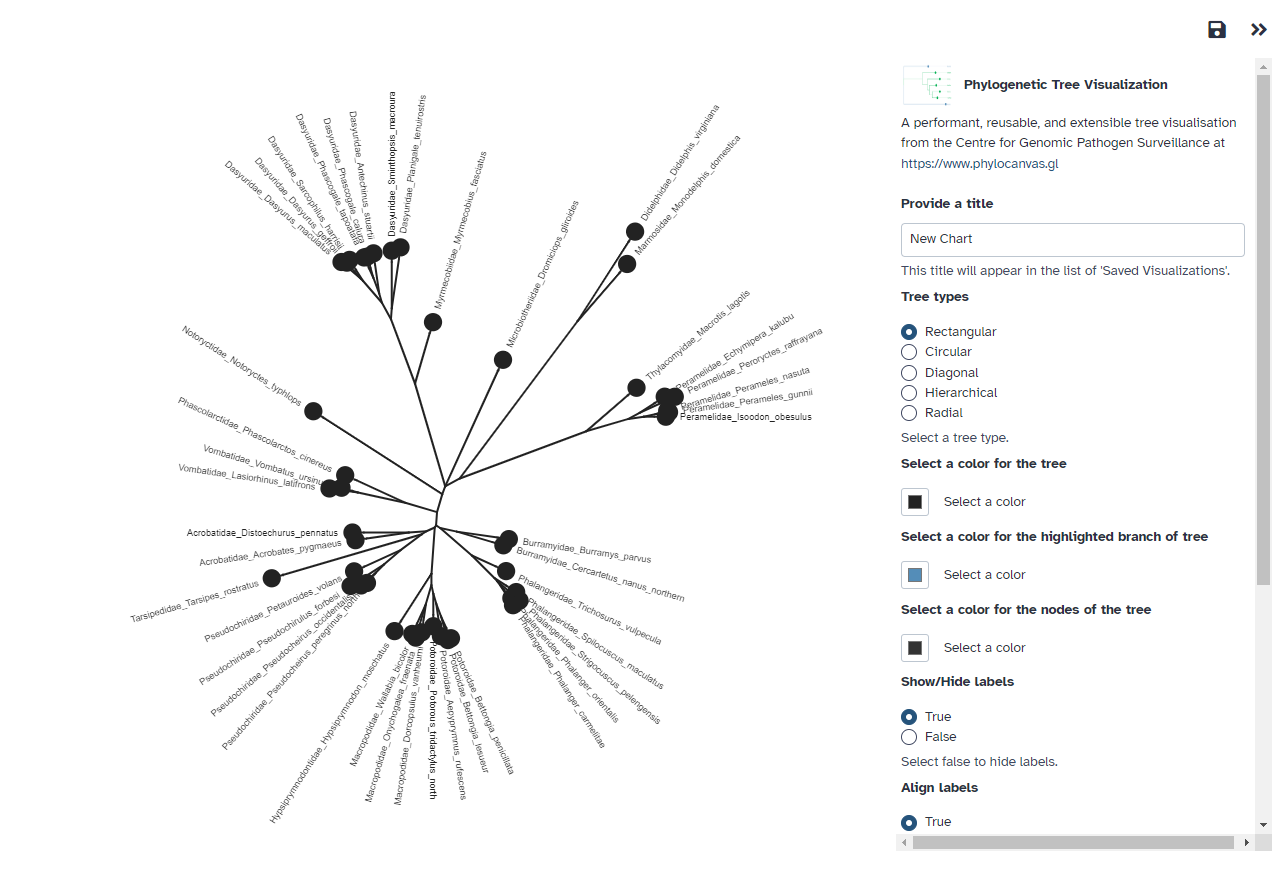 Dasyuridae_Dasyurus_maculatus
Dasyuridae_Dasyurus_geffroii
Dasyuridae_Sarcophilus_harrisii
Dasyuridae_Phascogale_tapoatafa
Dasyuridae_Phascogale_calura
Dasyuridae_Antechinus_stuartii
Dasyuridae_Sminthopsis_macroura
Dasyuridae_Planigale_tenuirostris
Myrmecobiidae_Myrmecobius_fasciatus
Microbiotheriidae_Dromiciops_gliroides
Didelphidae_Didelphis_virginiana
Marmosidae_Monodelphis_domestica
Thylacomyidae_Macrotis_lagotis
Peramelidae_Echymipera_kalubu
Peramelidae_Peroryctes_raffrayana
Peramelidae_Perameles_nasuta
Peramelidae_Perameles_gunnii
Peramelidae_Isoodon_obesulus
Notoryctidae_Notoryctes_typhlops
Phascolarctidae_Phascolarctos_cinereus
Vombatidae_Vombatus_ursinu
Vombatidae_Lasiorhinus_latifrons
Acrobatidae_Distoechurus_pennatus
Acrobatidae_Acrobates_pygmaeus
Tarsipedidae_Tarsipes_rostratus
Pseudochiridae_Petauroides_volans
Pseudochiridae_Pseudochirulus_forbesi
Pseudochiridae_Pseudocheirus_occidentalis
Pseudochiridae_Pseudocheirus_peregrinus_north
Hypsiprymnodontidae_Hypsiprymnodon_moschatus
Macropodidae_Wallabia_bicolor
Macropodidae_Onychogalea_fraenata
Macropodidae_Dorcopsulus_vanheurni
Potoroidae_Potorous_tridactylus_north
Potoroidae_Aepyprymnus_rufescens
Potoroidae_Bettongia_lesueur
Potoroidae_Bettongia_penicillata
Burramyidae_Burramys_parvus
Burramyidae_Cercartetus_nanus_northern
Phalangeridae_Trichosurus_vulpecula
Phalangeridae_Spilocuscus_maculatus
Phalangeridae_Strigocuscus_pelengensis
Phalangeridae_Phalanger_orientalis
Phalangeridae_Phalanger_carmelitae
Phylogenetic Tree Visualization
A performant, reusable, and extensible tree visualisation
from the Centre for Genomic Pathogen Surveillance at
https://www.phylocanvas.gl
Provide a title
New Chart
This title will appear in the list of 'Saved Visualizations'.
Tree types
Rectangular
Circular
Diagonal
Hierarchical
Radial
Select a tree type.
Select a color for the tree
Select a color
Select a color for the highlighted branch of tree
Select a color
Select a color for the nodes of the tree
Select a color
Show/Hide labels
True
False
Select false to hide labels.
Align labels
True